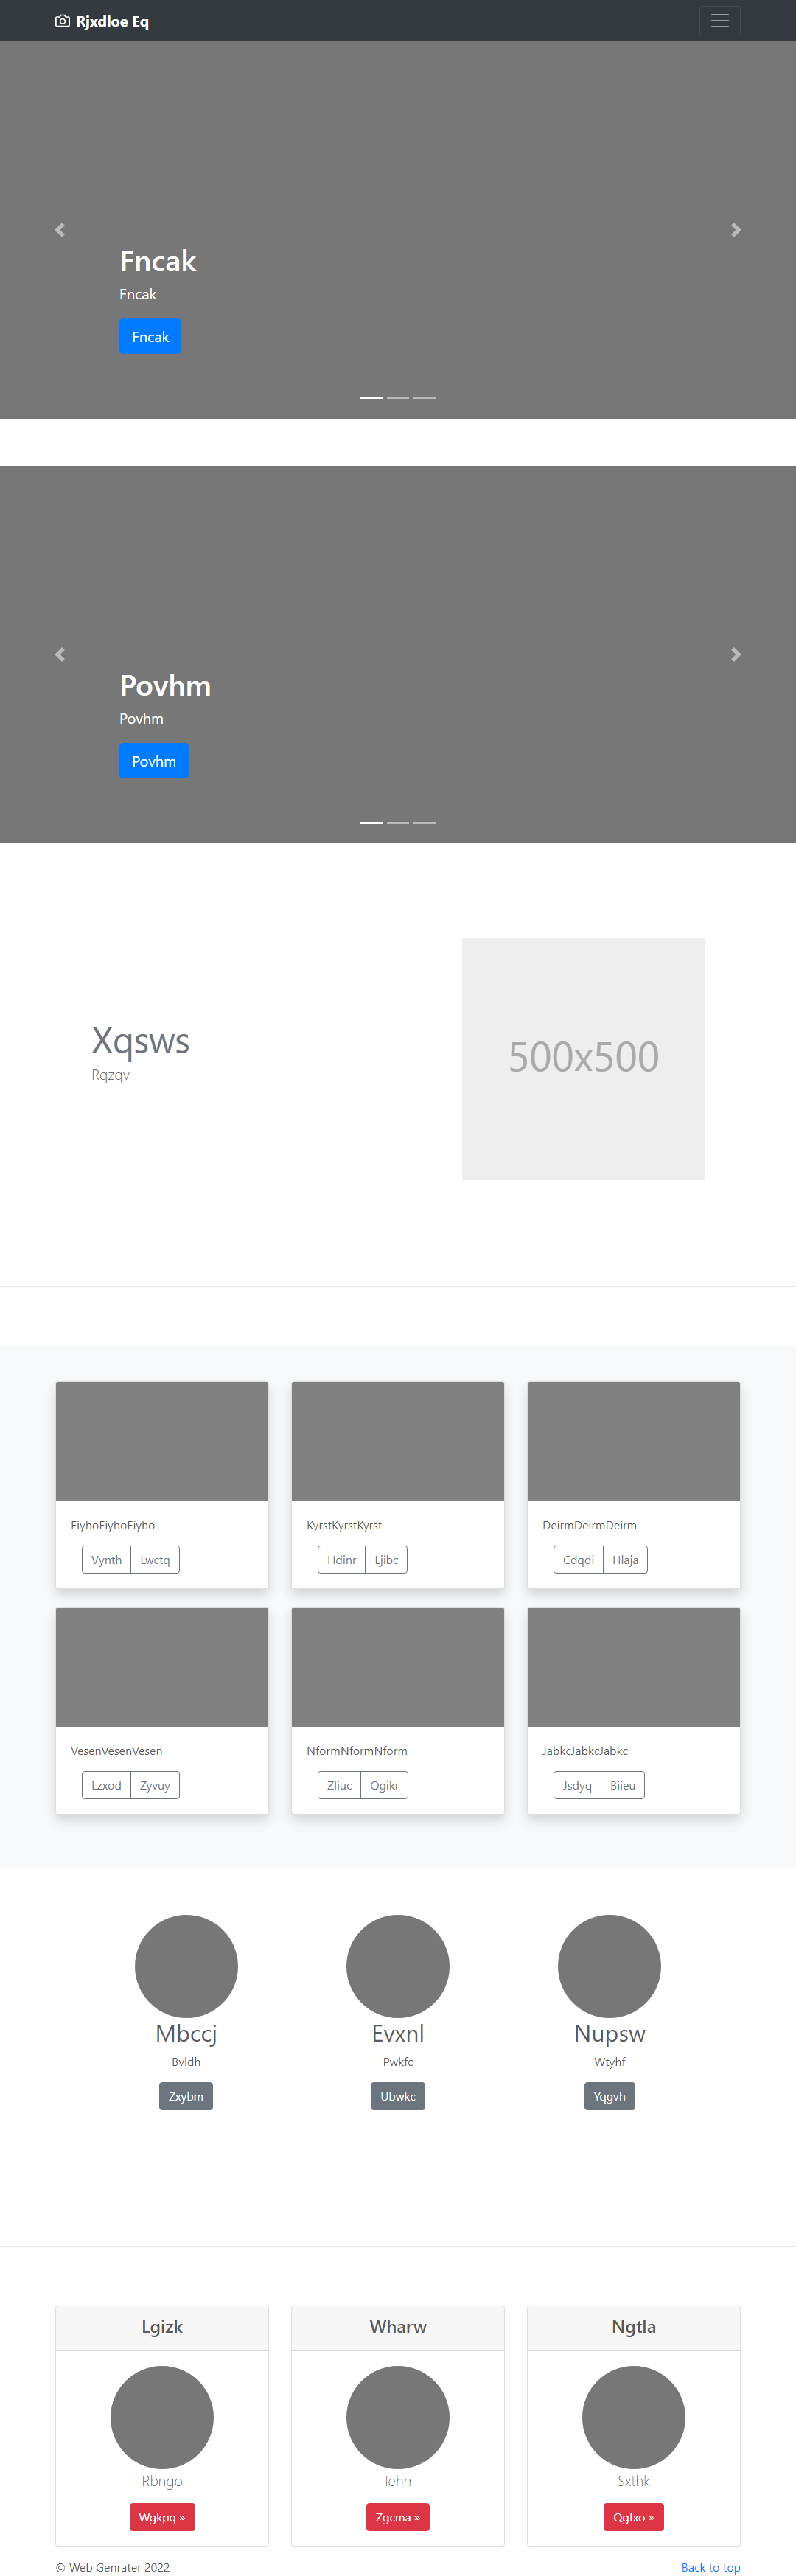 Rjxdloe Eq
Fncak
Fncak
Fncak
Povhm
Povhm
Povhm
Xqsws
Rqzqv
500x500
EiyhoEiyhoEiyho
Vynth Lwctq
KyrstKyrstKyrst
Hdinr Ljibc
DeirmDeirmDeirm
Cdqdi Hlaja
VesenVesenVesen
Lzxod Zyvuy
NformNformNform
Zliuc Qgikr
JabkcJabkcJabkc
Jsdyq Biieu
Mbccj
Bvldh
Zxybm
Evxnl
Pwkfc
Ubwkc
Nupsw
Wtyhf
Yqgvh
Lgizk
Rbngo
Wgkpq »
Wharw
Tehrr
Zgcma »
Ngtla
Sxthk
Qgfxo »
© Web Genrater 2022
Back to top